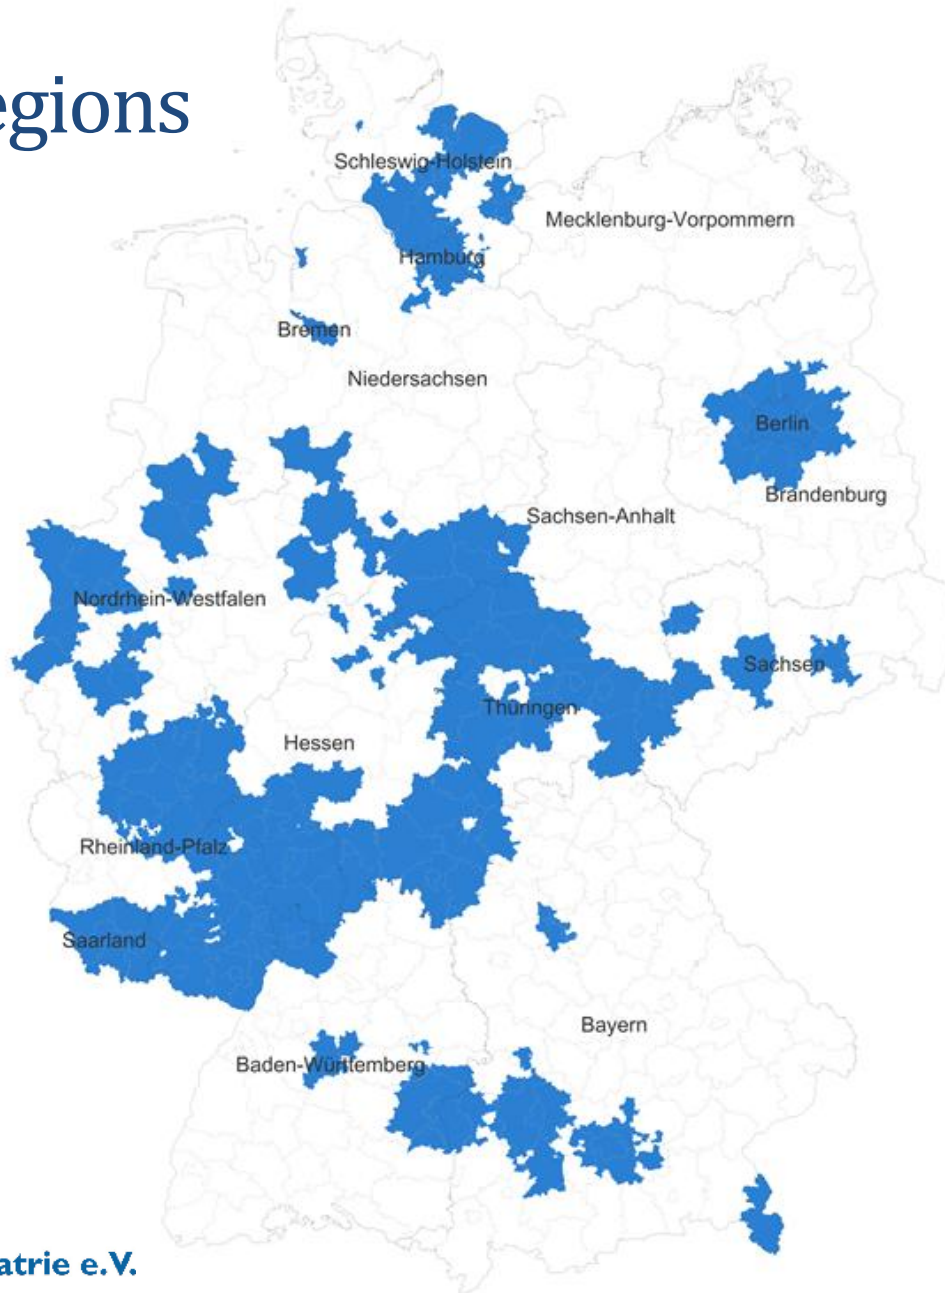 egions
Schleswig-Holstein
Mecklenburg-Vorpommern
Hamburg
Bremen
Niedersachsen
Berlin
Brandenburg
Sachsen-Anhalt
Nordrhein-Westfalen
Sachsen
Thüringen
Hessen
Rheinland-Pfalz
Saarland
Bayern
Baden-Württemberg
atrie e.V.